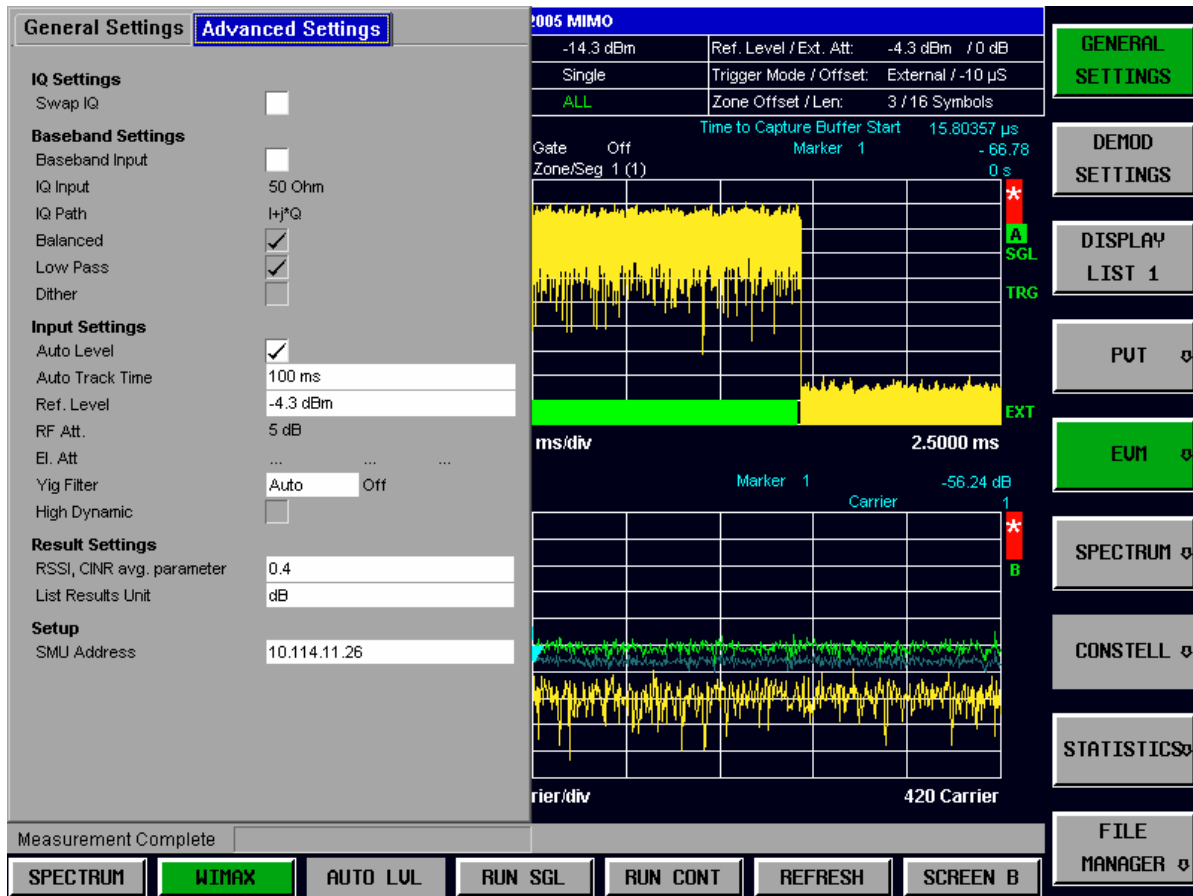 General Settings Advanced Settings
IQ Settings
Swap IQ
Baseband Settings
Baseband Input
IQ Input 50 Ohm
IQ Path I+j*Q
Balanced
Low Pass
Dither
Input Settings
Auto Level
Auto Track Time 100 ms
Ref. Level -4.3 dBm
RF Att. 5 dB
El. Att ... ... ...
Yig Filter Auto Off
High Dynamic
Result Settings
RSSI, CINR avg. parameter 0.4
List Results Unit dB
Setup
SMU Address 10.114.11.26
2005 MIMO
-14.3 dBm Ref. Level / Ext. Att: -4.3 dBm / 0 dB
Single Trigger Mode / Offset: External / -10 µS
ALL Zone Offset / Len: 3 / 16 Symbols
Time to Capture Buffer Start 15.80357 µs
Gate Off Marker 1 - 66.78
Zone/Seg 1 (1) 0 s
*
A
SGL
TRG
EXT
ms/div 2.5000 ms
Marker 1 -56.24 dB
Carrier 1
*
B
rier/div 420 Carrier
Measurement Complete
GENERAL
SETTINGS
DEMOD
SETTINGS
DISPLAY
LIST 1
PVT
EVM
SPECTRUM
CONSTELL
STATISTICS
FILE
MANAGER
SPECTRUM WIMAX AUTO LVL RUN SGL RUN CONT REFRESH SCREEN B